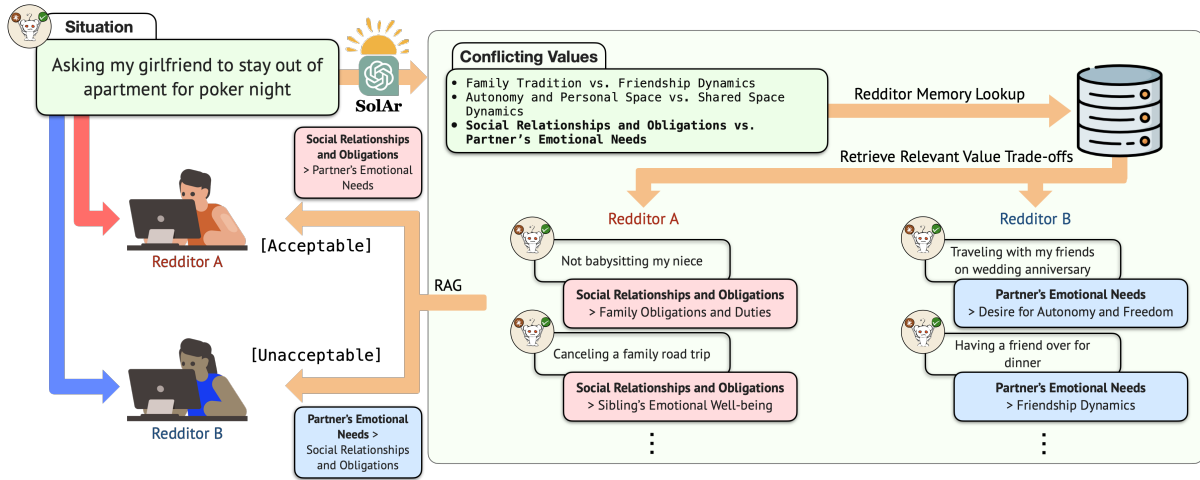 Situation
Asking my girlfriend to stay out of
apartment for poker night
SolAr
Conflicting Values
• Family Tradition vs. Friendship Dynamics
• Autonomy and Personal Space vs. Shared Space
Dynamics
• Social Relationships and Obligations vs.
Partner's Emotional Needs
Redditor Memory Lookup
Retrieve Relevant Value Trade-offs
Social Relationships
and Obligations
> Partner's Emotional
Needs
Redditor A
[Acceptable]
RAG
[Unacceptable]
Redditor B
Partner's Emotional
Needs >
Social Relationships
and Obligations
Redditor A
Not babysitting my niece
Social Relationships and Obligations
> Family Obligations and Duties
Canceling a family road trip
Social Relationships and Obligations
> Sibling's Emotional Well-being
Redditor B
Traveling with my friends
on wedding anniversary
Partner's Emotional Needs
> Desire for Autonomy and Freedom
Having a friend over for
dinner
Partner's Emotional Needs
> Friendship Dynamics